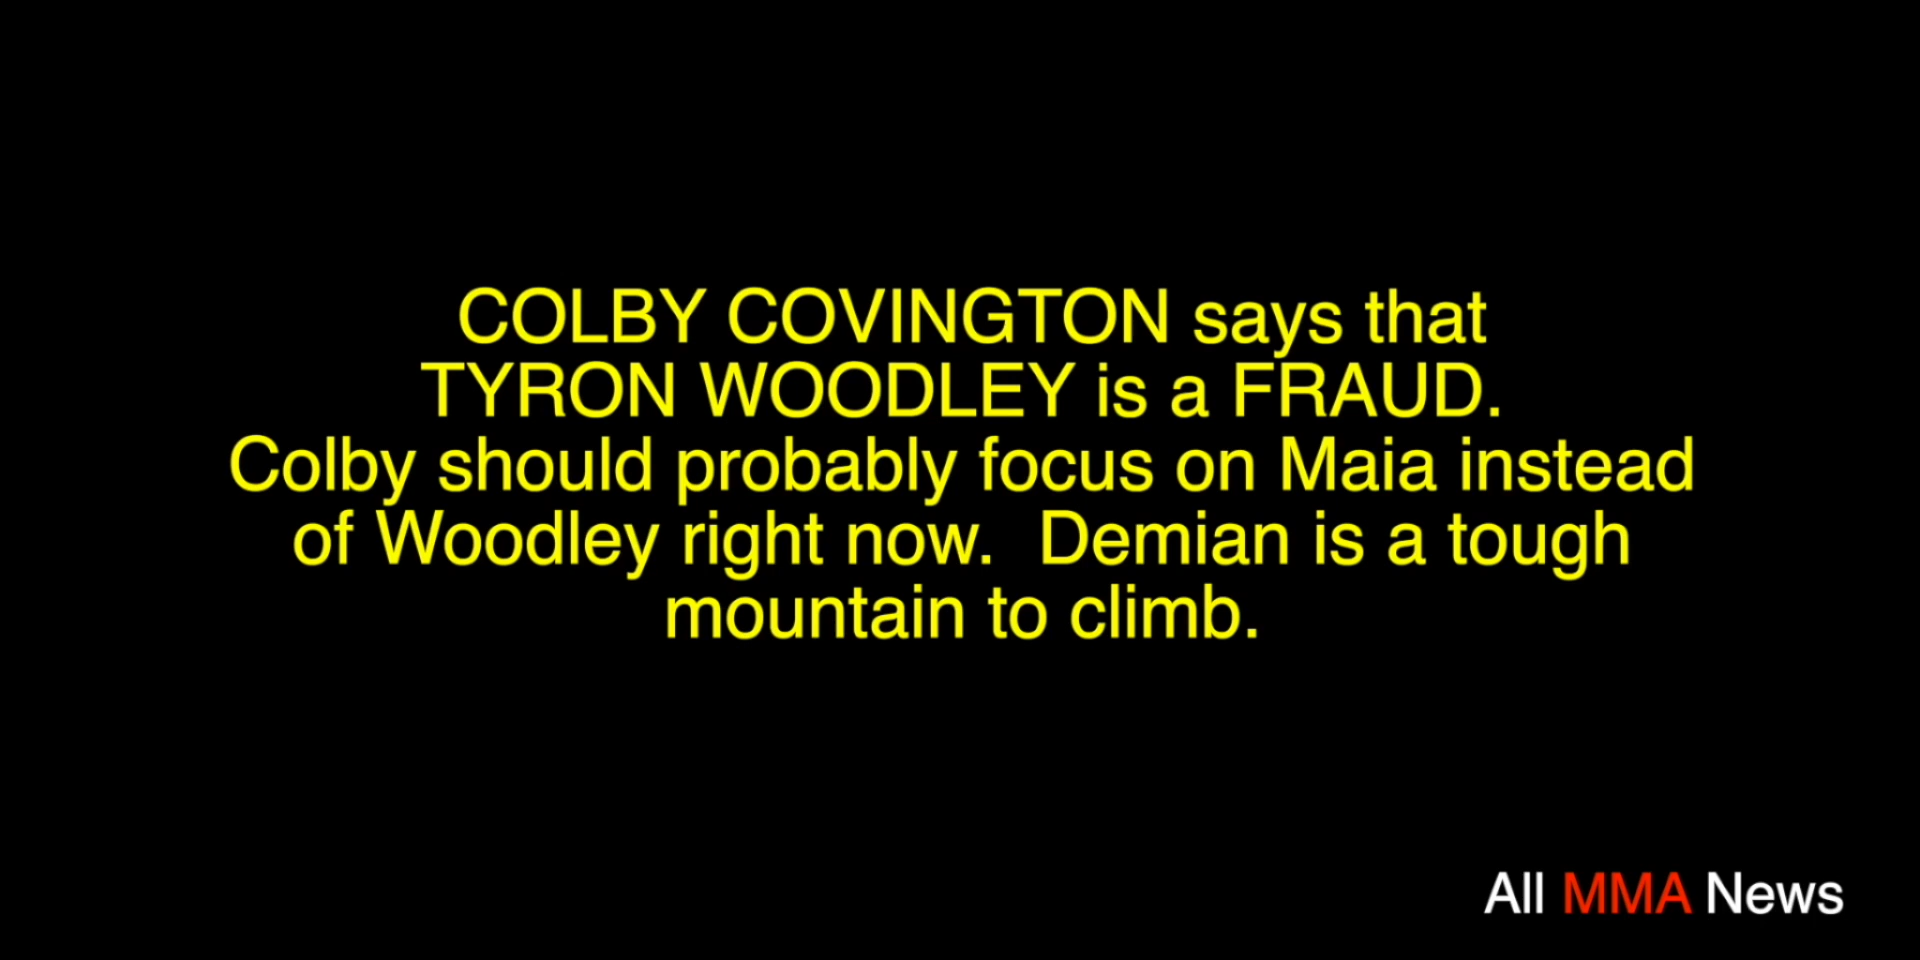 COLBY COVINGTON says that
TYRON WOODLEY is a FRAUD.
Colby should probably focus on Maia instead
of Woodley right now.  Demian is a tough
mountain to climb.
All MMA News